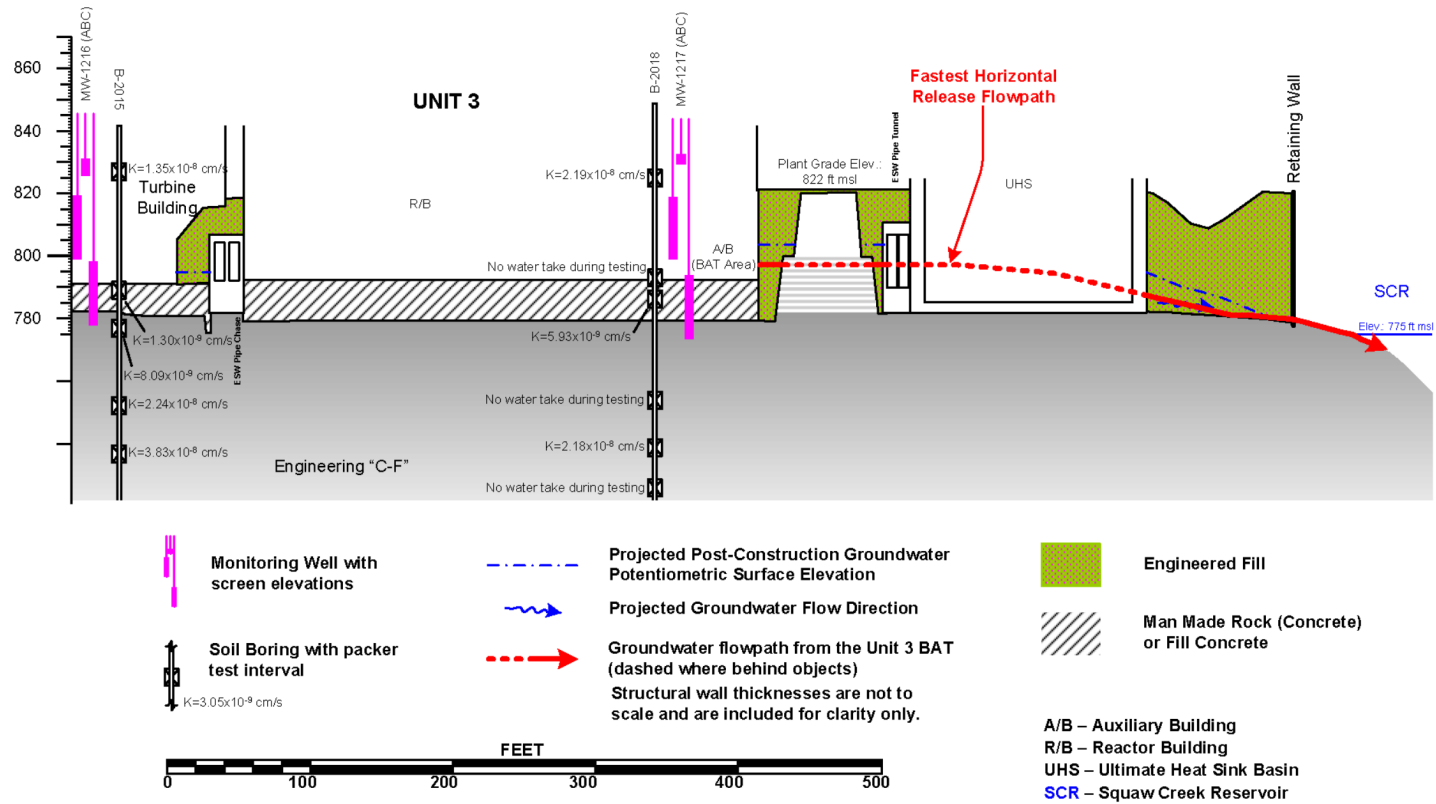 860
840
820
800
780
MW-1216 (ABC)
B-2015
UNIT 3
B-2018
MW-1217 (ABC)
Fastest Horizontal
Release Flowpath
Retaining Wall
K=1.35x10-8 cm/s
Turbine
Building
R/B
K=2.19x10-8 cm/s
Plant Grade Elev.:
822 ft msl
ESW Pipe Tunnel
UHS
No water take during testing
A/B
(BAT Area)
SCR
Elev.: 775 ft msl
K=1.30x10-9 cm/s
K=5.93x10-9 cm/s
ESW Pipe Chase
K=8.09x10-9 cm/s
K=2.24x10-8 cm/s
No water take during testing
K=3.83x10-8 cm/s
K=2.18x10-8 cm/s
Engineering “C-F”
No water take during testing
Monitoring Well with
screen elevations
Soil Boring with packer
test interval
K=3.05x10-9 cm/s
Projected Post-Construction Groundwater
Potentiometric Surface Elevation
Projected Groundwater Flow Direction
Groundwater flowpath from the Unit 3 BAT
(dashed where behind objects)
Structural wall thicknesses are not to
scale and are included for clarity only.
Engineered Fill
Man Made Rock (Concrete)
or Fill Concrete
A/B – Auxiliary Building
R/B – Reactor Building
UHS – Ultimate Heat Sink Basin
SCR – Squaw Creek Reservoir
FEET
0 100 200 300 400 500